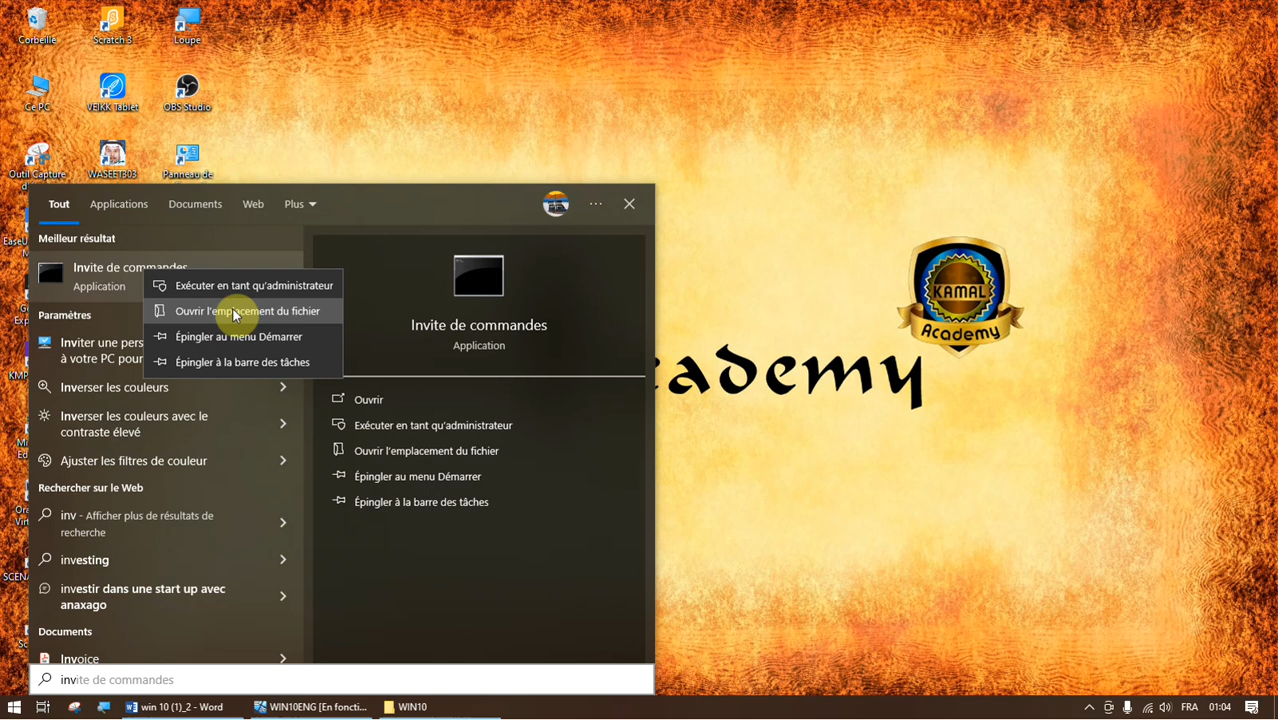 Corbeille
Scratch 3
Loupe
Ce PC
VEIKK Tablet
OBS Studio
Outil Capture
WASEET303
Panneau de
Tout
Applications
Documents
Web
Plus
Meilleur résultat
Invite de commandes
Application
Exécuter en tant qu'administrateur
Ouvrir l'emplacement du fichier
Épingler au menu Démarrer
Épingler à la barre des tâches
Paramètres
Inviter une pers
à votre PC pour
Inverser les couleurs
Inverser les couleurs avec le
contraste élevé
Ajuster les filtres de couleur
Rechercher sur le Web
inv - Afficher plus de résultats de
recherche
investing
investir dans une start up avec
anaxago
Documents
Invoice
invite de commandes
Invite de commandes
Application
Ouvrir
Exécuter en tant qu'administrateur
Ouvrir l'emplacement du fichier
Épingler au menu Démarrer
Épingler à la barre des tâches
KAMAL
Academy
cademy
win 10 (1)_2 - Word
WIN10ENG [En foncti...
WIN10
FRA
01:04